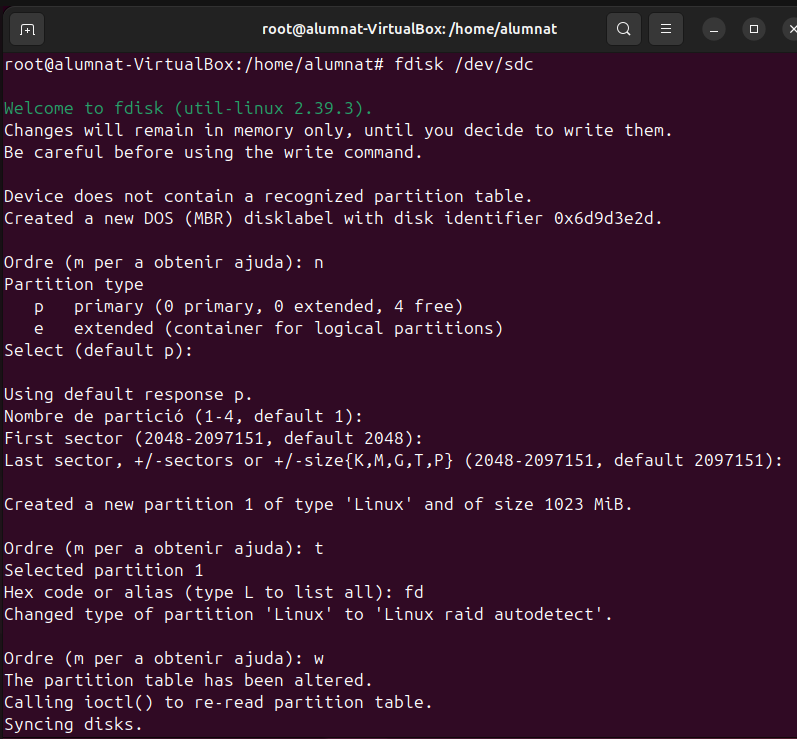 root@alumnat-VirtualBox: /home/alumnat
root@alumnat-VirtualBox:/home/alumnat# fdisk /dev/sdc
Welcome to fdisk (util-linux 2.39.3).
Changes will remain in memory only, until you decide to write them.
Be careful before using the write command.
Device does not contain a recognized partition table.
Created a new DOS (MBR) disklabel with disk identifier 0x6d9d3e2d.
Ordre (m per a obtenir ajuda): n
Partition type
   p   primary (0 primary, 0 extended, 4 free)
   e   extended (container for logical partitions)
Select (default p):
Using default response p.
Nombre de partició (1-4, default 1):
First sector (2048-2097151, default 2048):
Last sector, +/-sectors or +/-size{K,M,G,T,P} (2048-2097151, default 2097151):
Created a new partition 1 of type 'Linux' and of size 1023 MiB.
Ordre (m per a obtenir ajuda): t
Selected partition 1
Hex code or alias (type L to list all): fd
Changed type of partition 'Linux' to 'Linux raid autodetect'.
Ordre (m per a obtenir ajuda): w
The partition table has been altered.
Calling ioctl() to re-read partition table.
Syncing disks.